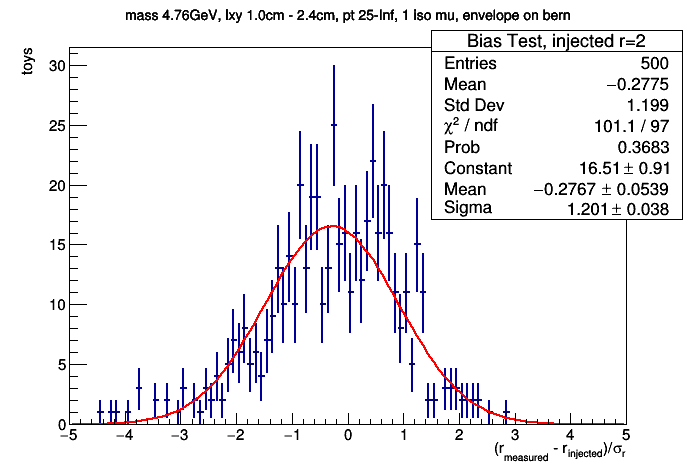 mass 4.76GeV, lxy 1.0cm - 2.4cm, pt 25-Inf, 1 Iso mu, envelope on bern
Bias Test, injected r=2
Entries 500
Mean −0.2775
Std Dev 1.199
χ² / ndf 101.1 / 97
Prob 0.3683
Constant 16.51 ± 0.91
Mean −0.2767 ± 0.0539
Sigma 1.201 ± 0.038
toys
30
25
20
15
10
5
0
−5 −4 −3 −2 −1 0 1 2 3 4 5
(r_measured - r_injected)/σ_r